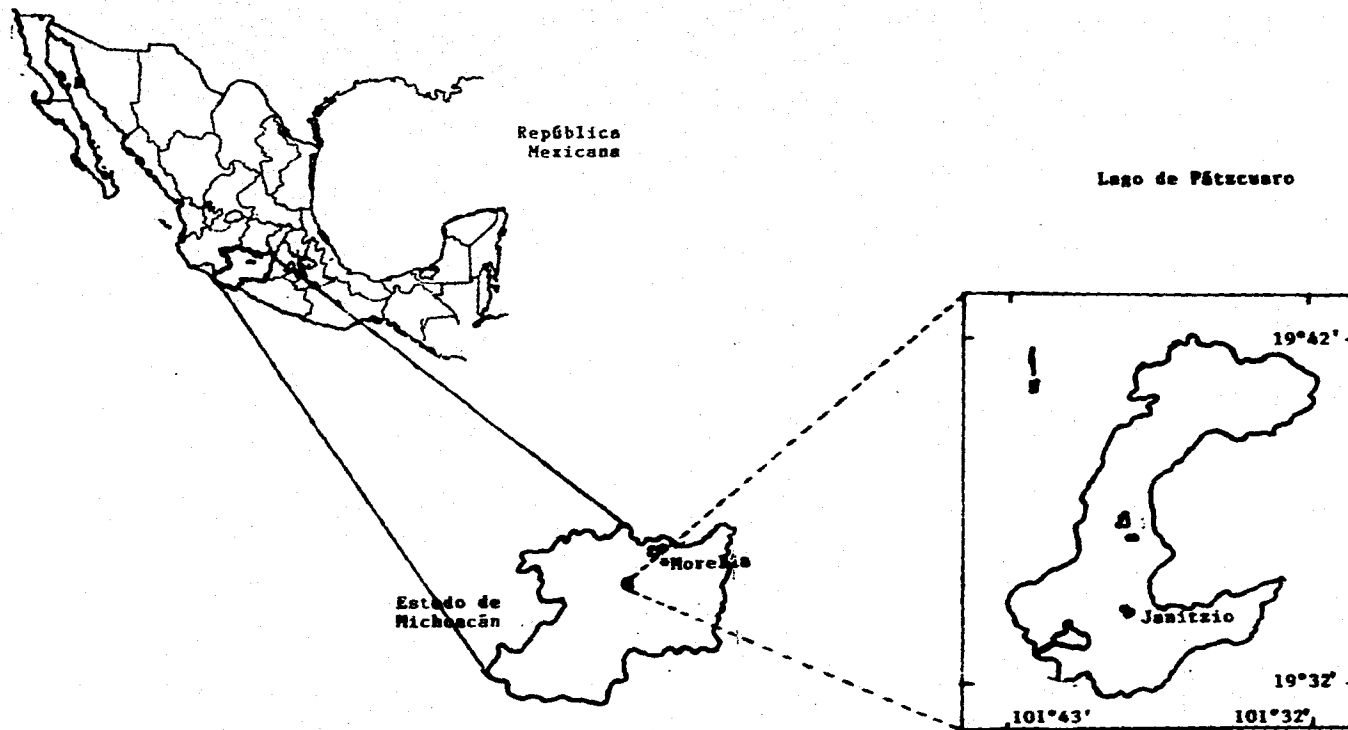 República
Mexicana
Lago de Pátzcuaro
19°42'
Morelia
Estado de
Michoacán
Janitzio
19°32'
101°43' 101°32'